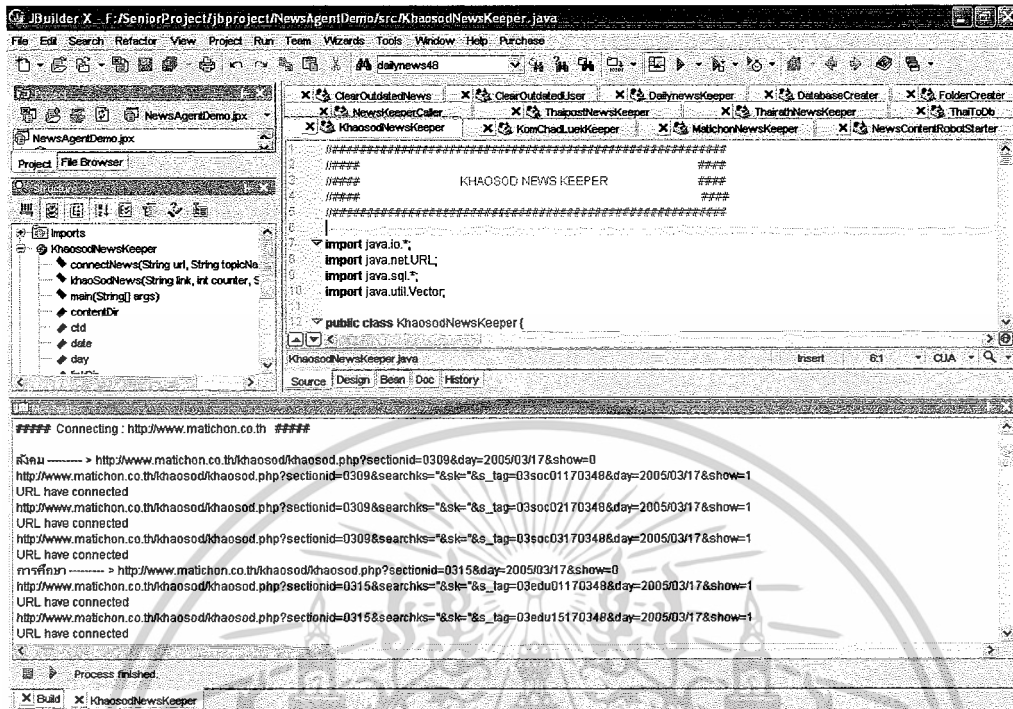 JBuilder X - F:/SeniorProject/jbproject/NewsAgentDemo/src/KhaosodNewsKeeper.java
File Edit Search Refactor View Project Run Team Wizards Tools Window Help Purchase
dailynews48
NewsAgentDemo.jpx
NewsAgentDemo.jpx
Project File Browser
Imports
KhaosodNewsKeeper
connectNews(String url, String topicNa
khaoSodNews(String link, int counter, S
main(String[] args)
contentDir
ctd
date
day
ClearOutdatedNews ClearOutdatedUser DailynewsKeeper DatabaseCreater FolderCreater
NewsKeeperCaller ThaipostNewsKeeper ThairathNewsKeeper ThaiToDb
KhaosodNewsKeeper KomChadLuekKeeper MatichonNewsKeeper NewsContentRobotStarter
2 //##### ####
3 //##### KHAOSOD NEWS KEEPER ####
4 //##### ####
6
7 import java.io.*;
8 import java.net.URL;
9 import java.sql.*;
10 import java.util.Vector;
11
public class KhaosodNewsKeeper {
KhaosodNewsKeeper.java Insert 6:1 CUA
Source Design Bean Doc History
##### Connecting : http://www.matichon.co.th #####
สังคม --------- > http://www.matichon.co.th/khaosod/khaosod.php?sectionid=0309&day=2005/03/17&show=0
http://www.matichon.co.th/khaosod/khaosod.php?sectionid=0309&searchks=''&sk=''&s_tag=03soc01170348&day=2005/03/17&show=1
URL have connected
http://www.matichon.co.th/khaosod/khaosod.php?sectionid=0309&searchks=''&sk=''&s_tag=03soc02170348&day=2005/03/17&show=1
URL have connected
http://www.matichon.co.th/khaosod/khaosod.php?sectionid=0309&searchks=''&sk=''&s_tag=03soc03170348&day=2005/03/17&show=1
URL have connected
การศึกษา --------- > http://www.matichon.co.th/khaosod/khaosod.php?sectionid=0315&day=2005/03/17&show=0
http://www.matichon.co.th/khaosod/khaosod.php?sectionid=0315&searchks=''&sk=''&s_tag=03edu01170348&day=2005/03/17&show=1
URL have connected
http://www.matichon.co.th/khaosod/khaosod.php?sectionid=0315&searchks=''&sk=''&s_tag=03edu15170348&day=2005/03/17&show=1
URL have connected
Process finished.
Build KhaosodNewsKeeper